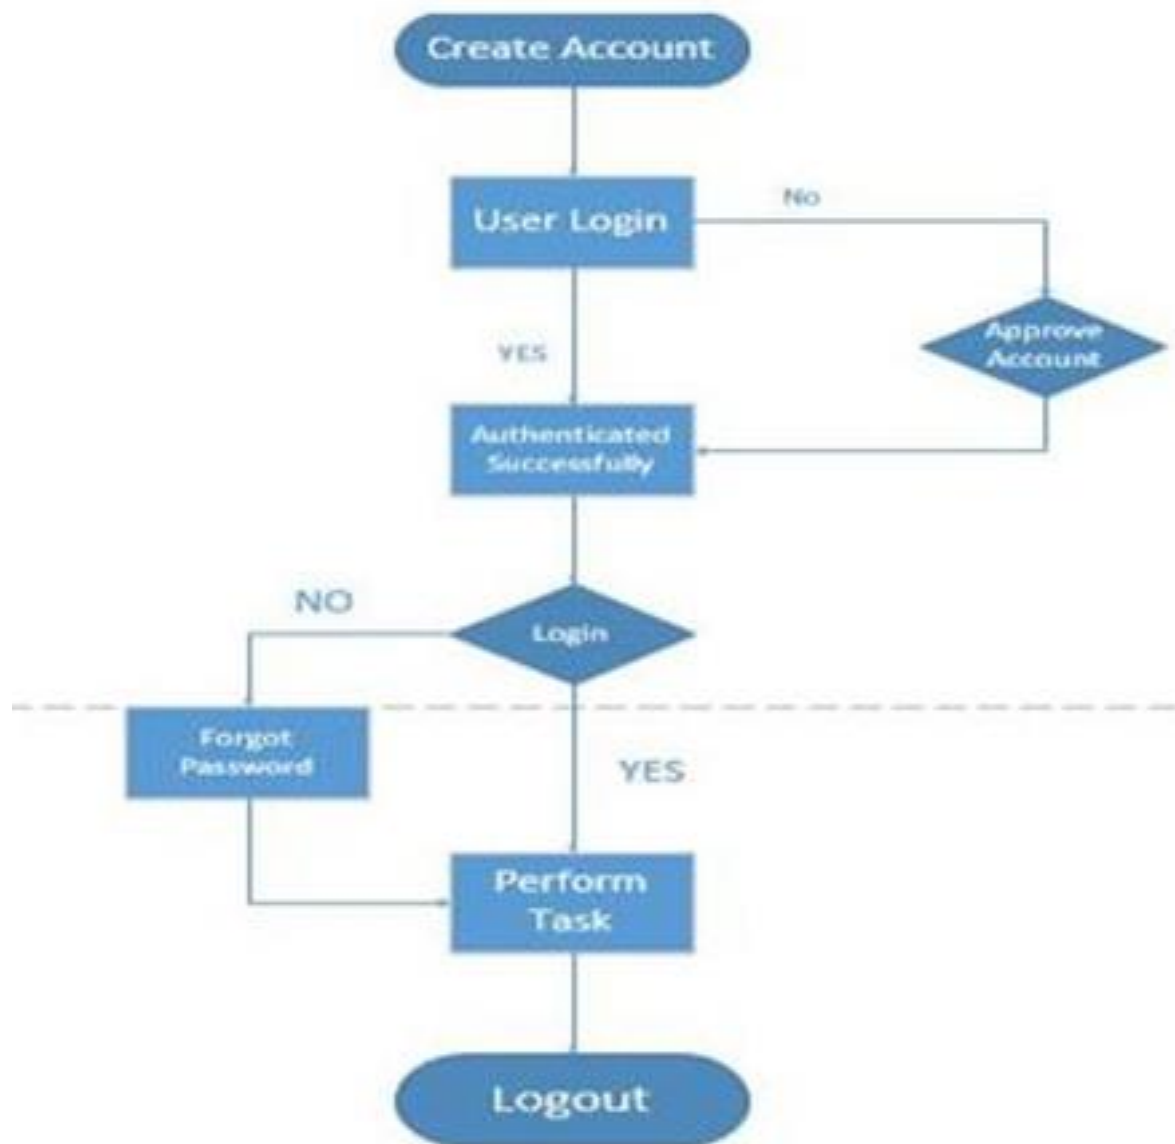 Create Account
User Login
No
Approve
Account
YES
Authenticated
Successfully
NO
Login
Forgot
Password
YES
Perform
Task
Logout